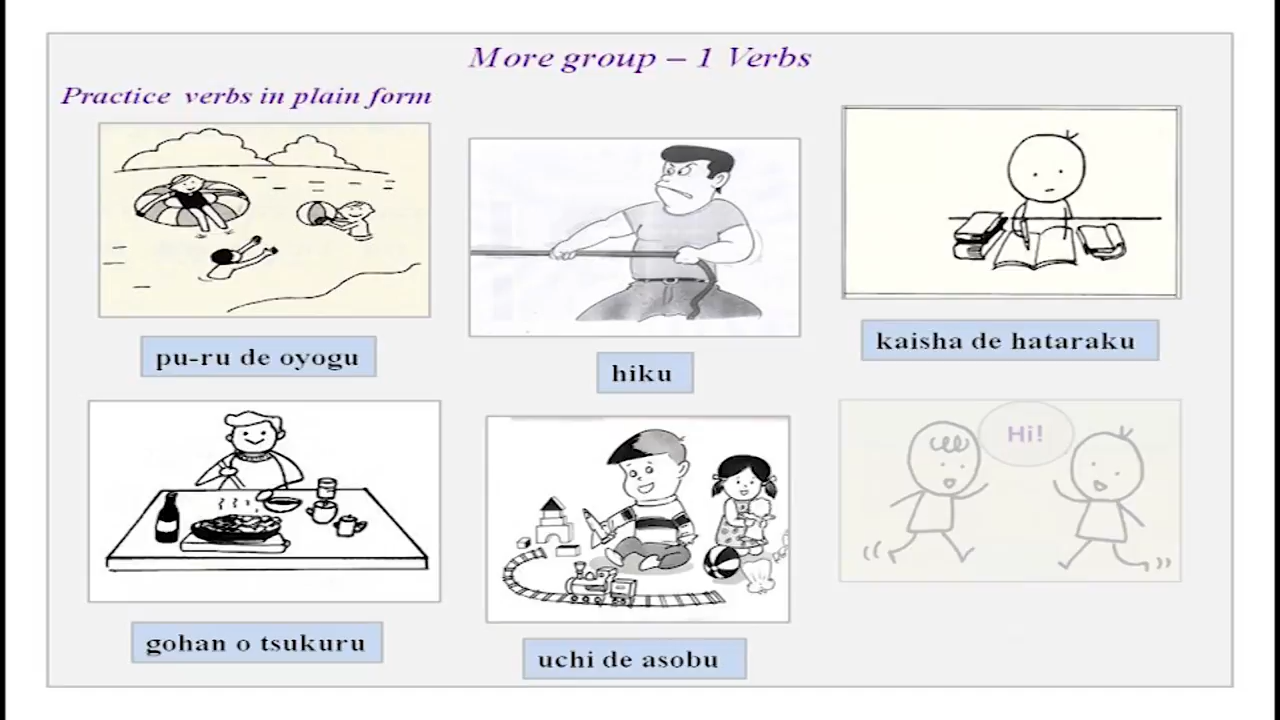 More group – 1 Verbs
Practice verbs in plain form
pu-ru de oyogu
hiku
kaisha de hataraku
Hi!
gohan o tsukuru
uchi de asobu